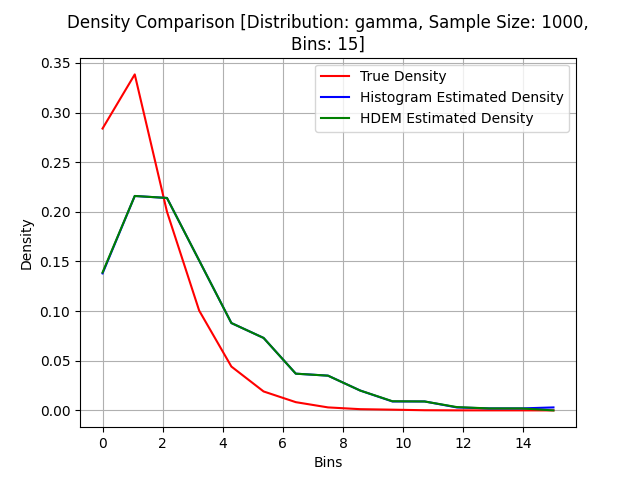 Density Comparison [Distribution: gamma, Sample Size: 1000,
Bins: 15]
True Density
Histogram Estimated Density
HDEM Estimated Density
Density
0.35
0.30
0.25
0.20
0.15
0.10
0.05
0.00
0 2 4 6 8 10 12 14
Bins